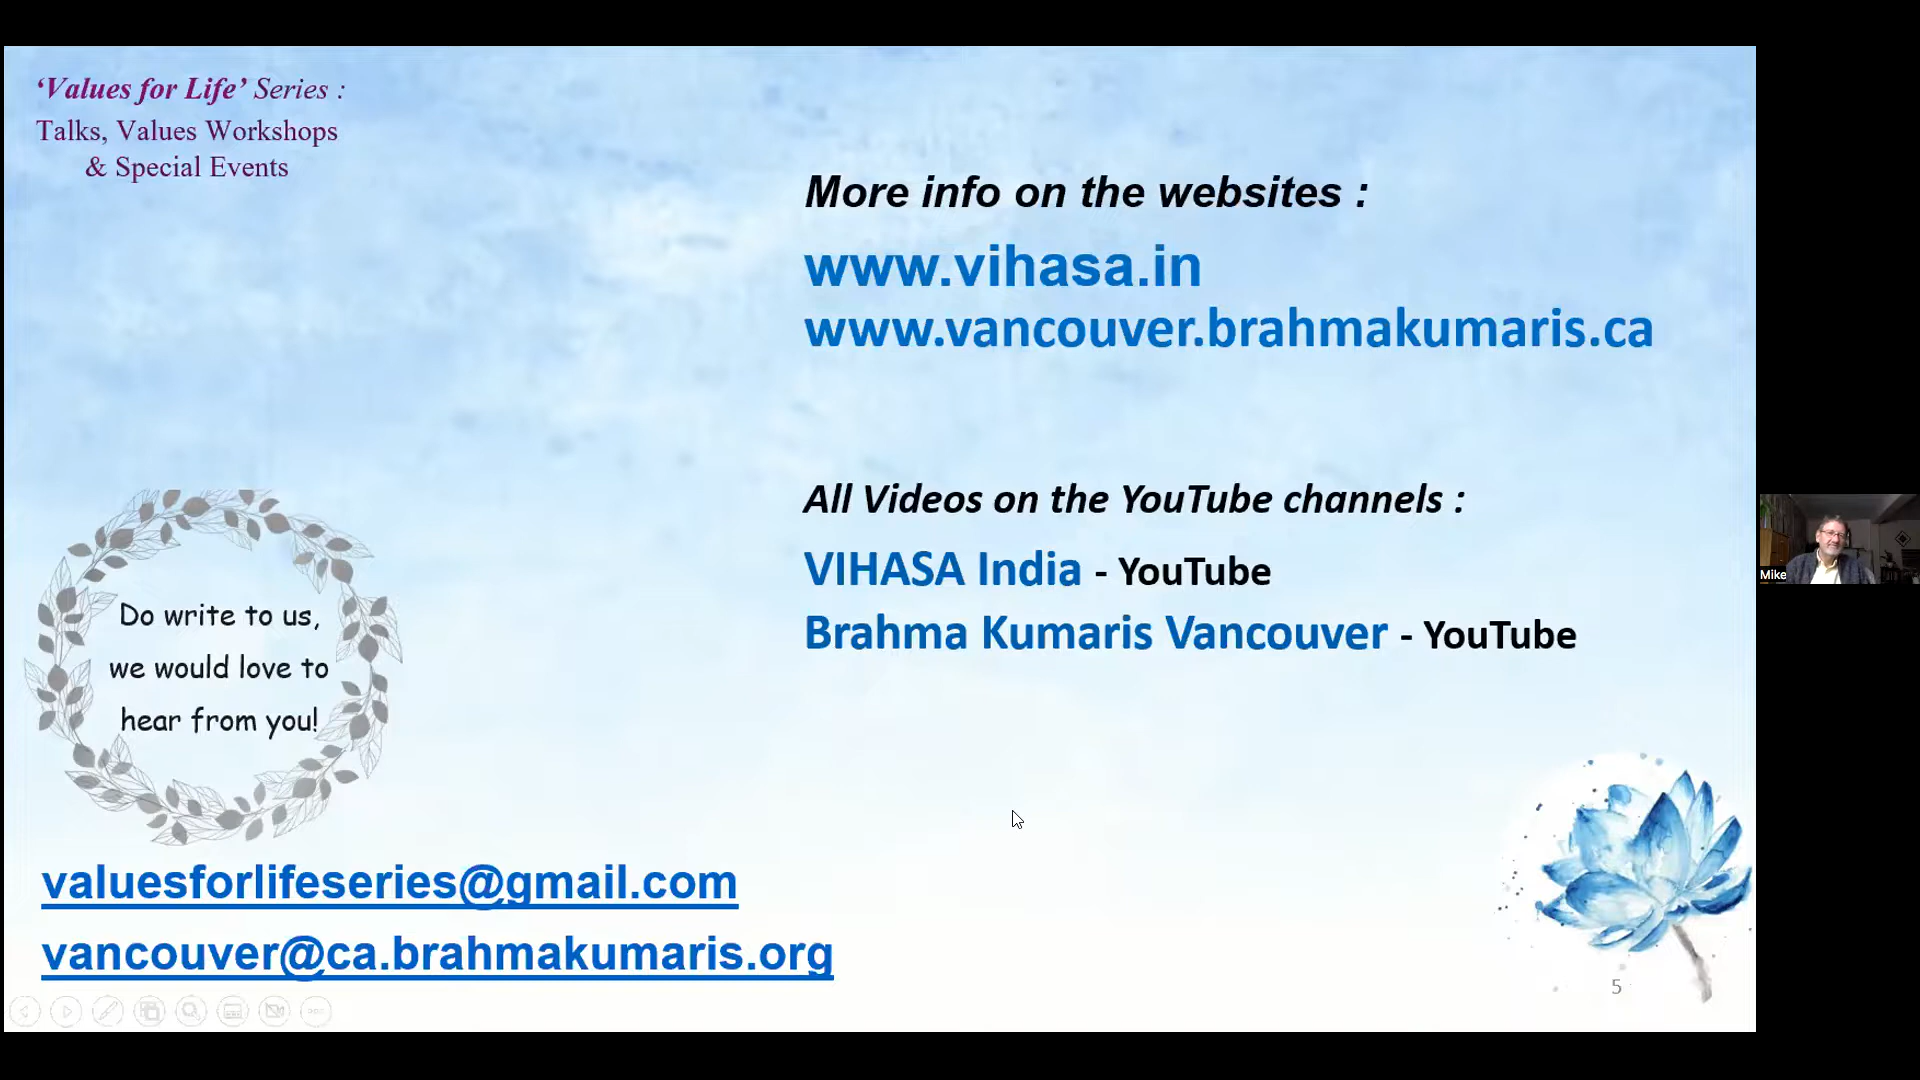 ‘Values for Life’ Series :
Talks, Values Workshops
& Special Events
More info on the websites :
www.vihasa.in
www.vancouver.brahmakumaris.ca
All Videos on the YouTube channels :
VIHASA India - YouTube
Brahma Kumaris Vancouver - YouTube
Do write to us,
we would love to
hear from you!
valuesforlifeseries@gmail.com
vancouver@ca.brahmakumaris.org
5
Mike